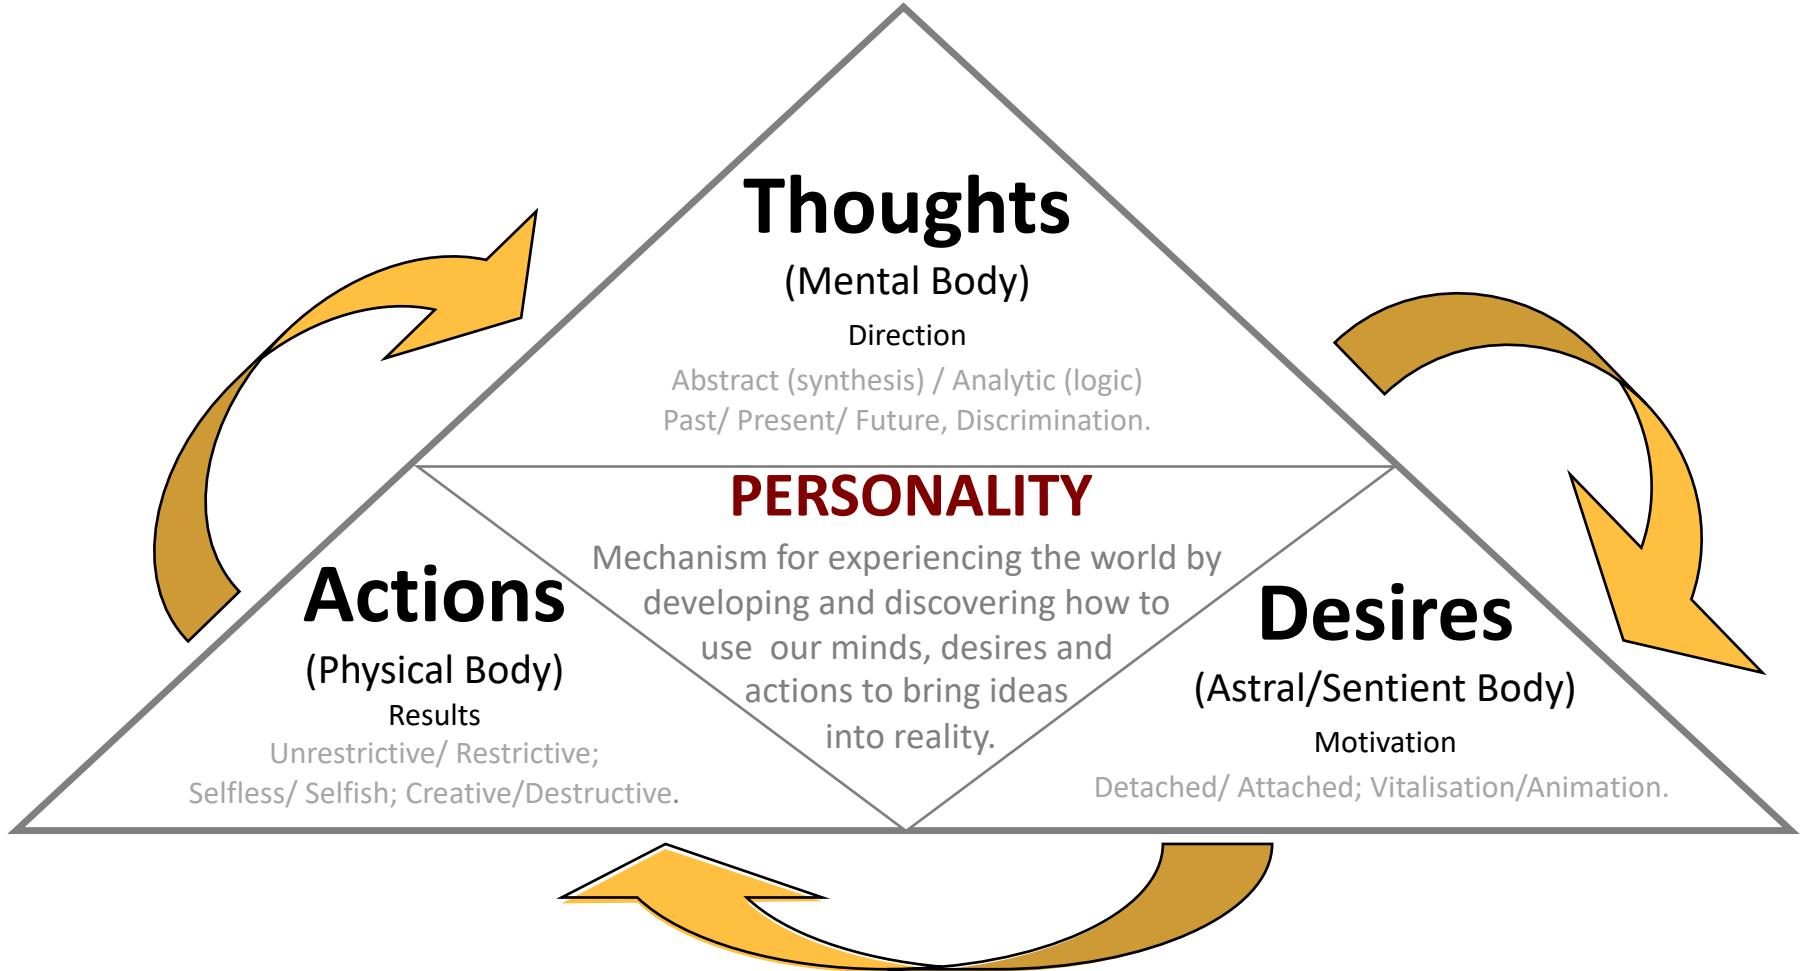 Thoughts
(Mental Body)
Direction
Abstract (synthesis) / Analytic (logic)
Past/ Present/ Future, Discrimination.
PERSONALITY
Mechanism for experiencing the world by
developing and discovering how to
use  our minds, desires and
actions to bring ideas
into reality.
Actions
(Physical Body)
Results
Unrestrictive/ Restrictive;
Selfless/ Selfish; Creative/Destructive.
Desires
(Astral/Sentient Body)
Motivation
Detached/ Attached; Vitalisation/Animation.